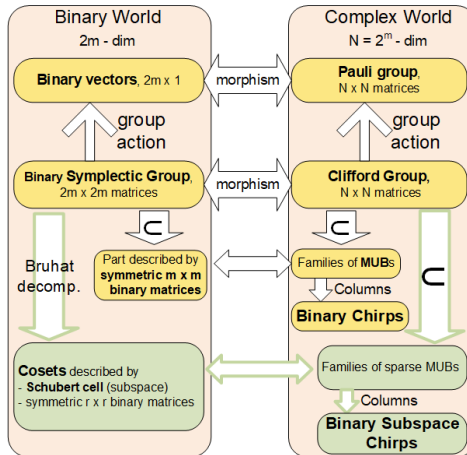 Binary World
2m - dim
Complex World
N = 2^m - dim
Binary vectors, 2m x 1
morphism
Pauli group,
N x N matrices
group
action
group
action
Binary Symplectic Group,
2m x 2m matrices
morphism
Clifford Group,
N x N matrices
⊂
⊂
⊂
Bruhat
decomp.
Part described by
symmetric m x m
binary matrices
Families of MUBs
Columns
Binary Chirps
Cosets described by
- Schubert cell (subspace)
- symmetric r x r binary matrices
Families of sparse MUBs
Columns
Binary Subspace
Chirps